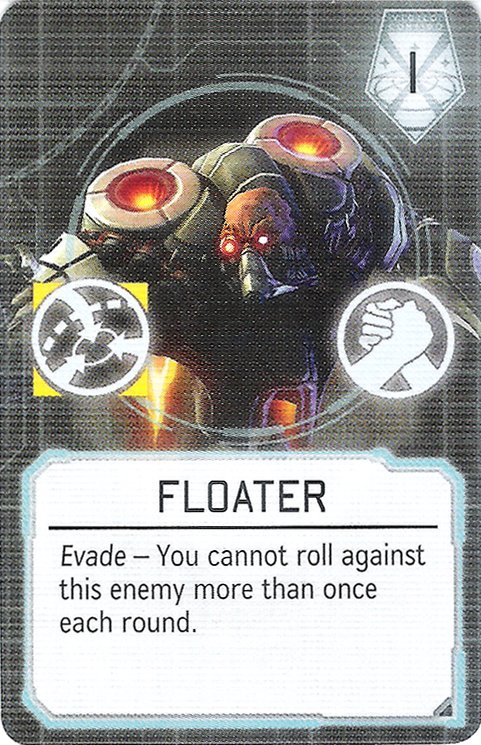 I
FLOATER
Evade – You cannot roll against
this enemy more than once
each round.